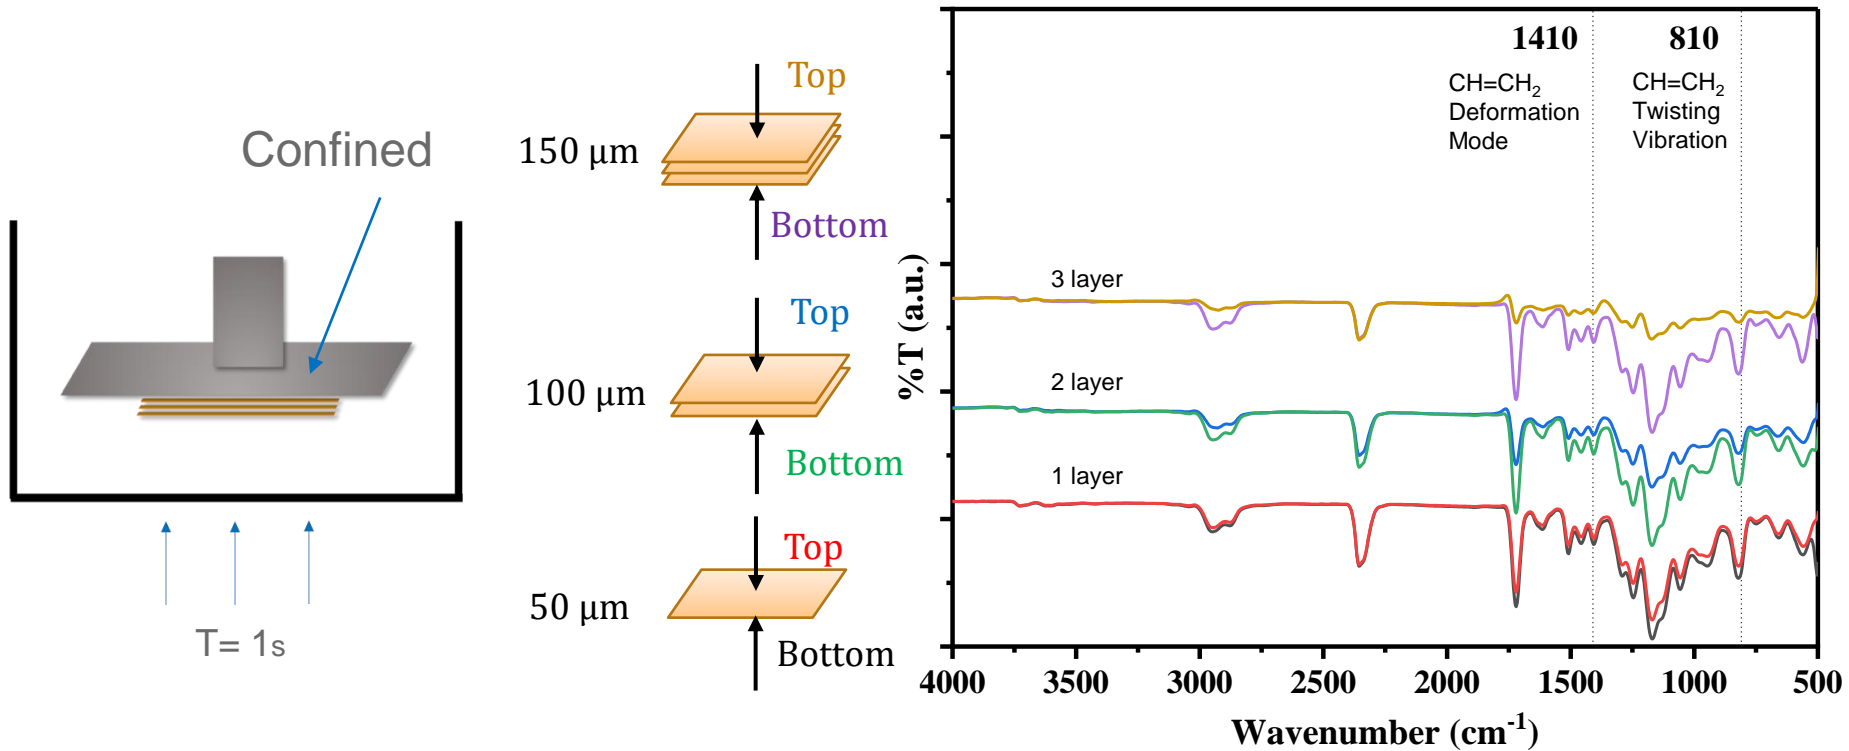 Confined
T= 1s
Top
150 μm
Bottom
Top
100 μm
Bottom
Top
50 μm
Bottom
1410
810
CH=CH₂
Deformation
Mode
CH=CH₂
Twisting
Vibration
%T (a.u.)
3 layer
2 layer
1 layer
4000 3500 3000 2500 2000 1500 1000 500
Wavenumber (cm⁻¹)